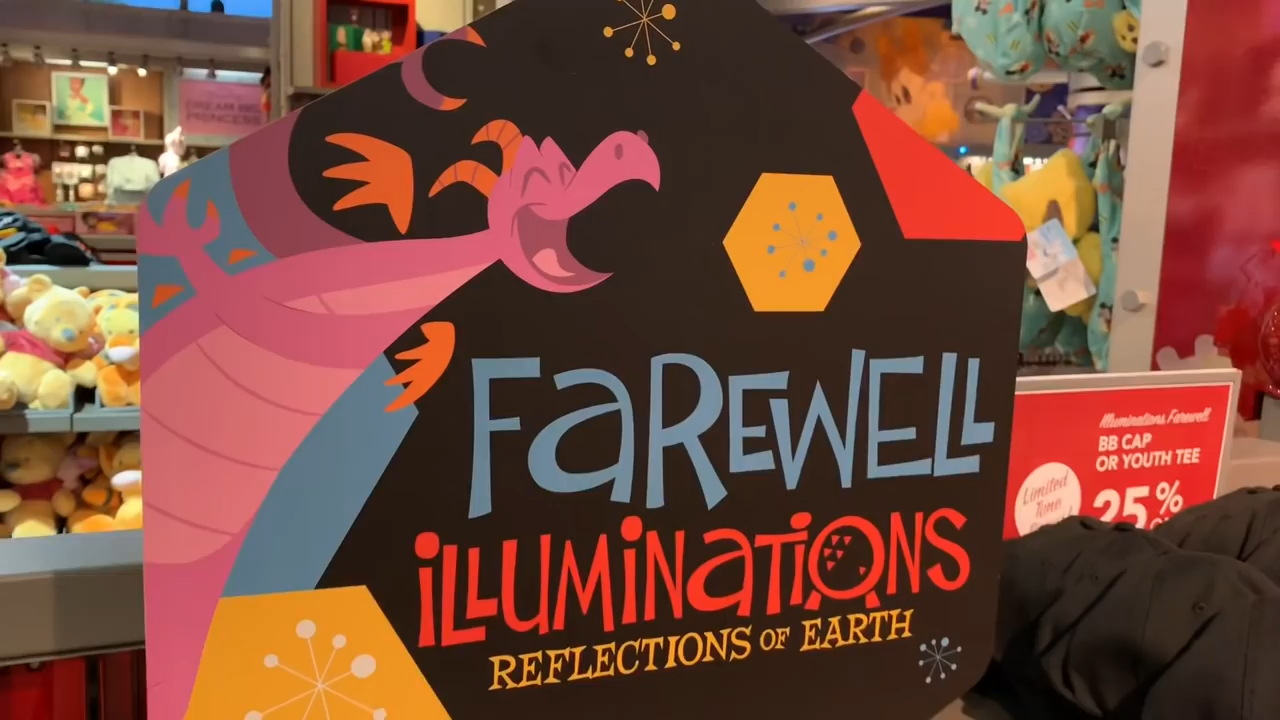 DREAM BIG
PRINCESS
FaREWELL
iLLUMiNaTiONS
REFLECTIONS OF EARTH
Illuminations Farewell
BB CAP
OR YOUTH TEE
Limited
Time
25%